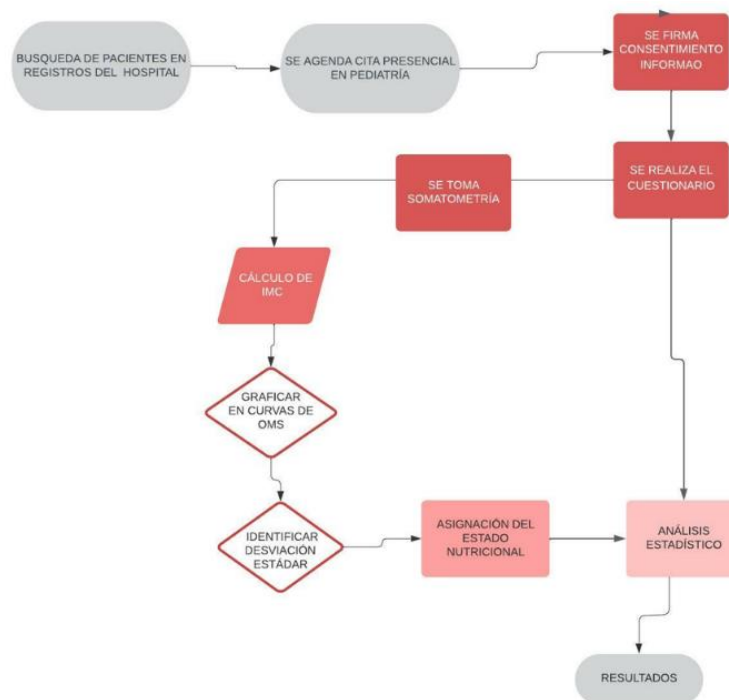 BUSQUEDA DE PACIENTES EN
REGISTROS DEL HOSPITAL
SE AGENDA CITA PRESENCIAL
EN PEDIATRÍA
SE FIRMA
CONSENTIMIENTO
INFORMAO
SE REALIZA EL
CUESTIONARIO
SE TOMA
SOMATOMETRÍA
CÁLCULO DE
IMC
GRAFICAR
EN CURVAS DE
OMS
IDENTIFICAR
DESVIACIÓN
ESTÁDAR
ASIGNACIÓN DEL
ESTADO
NUTRICIONAL
ANÁLISIS
ESTADÍSTICO
RESULTADOS